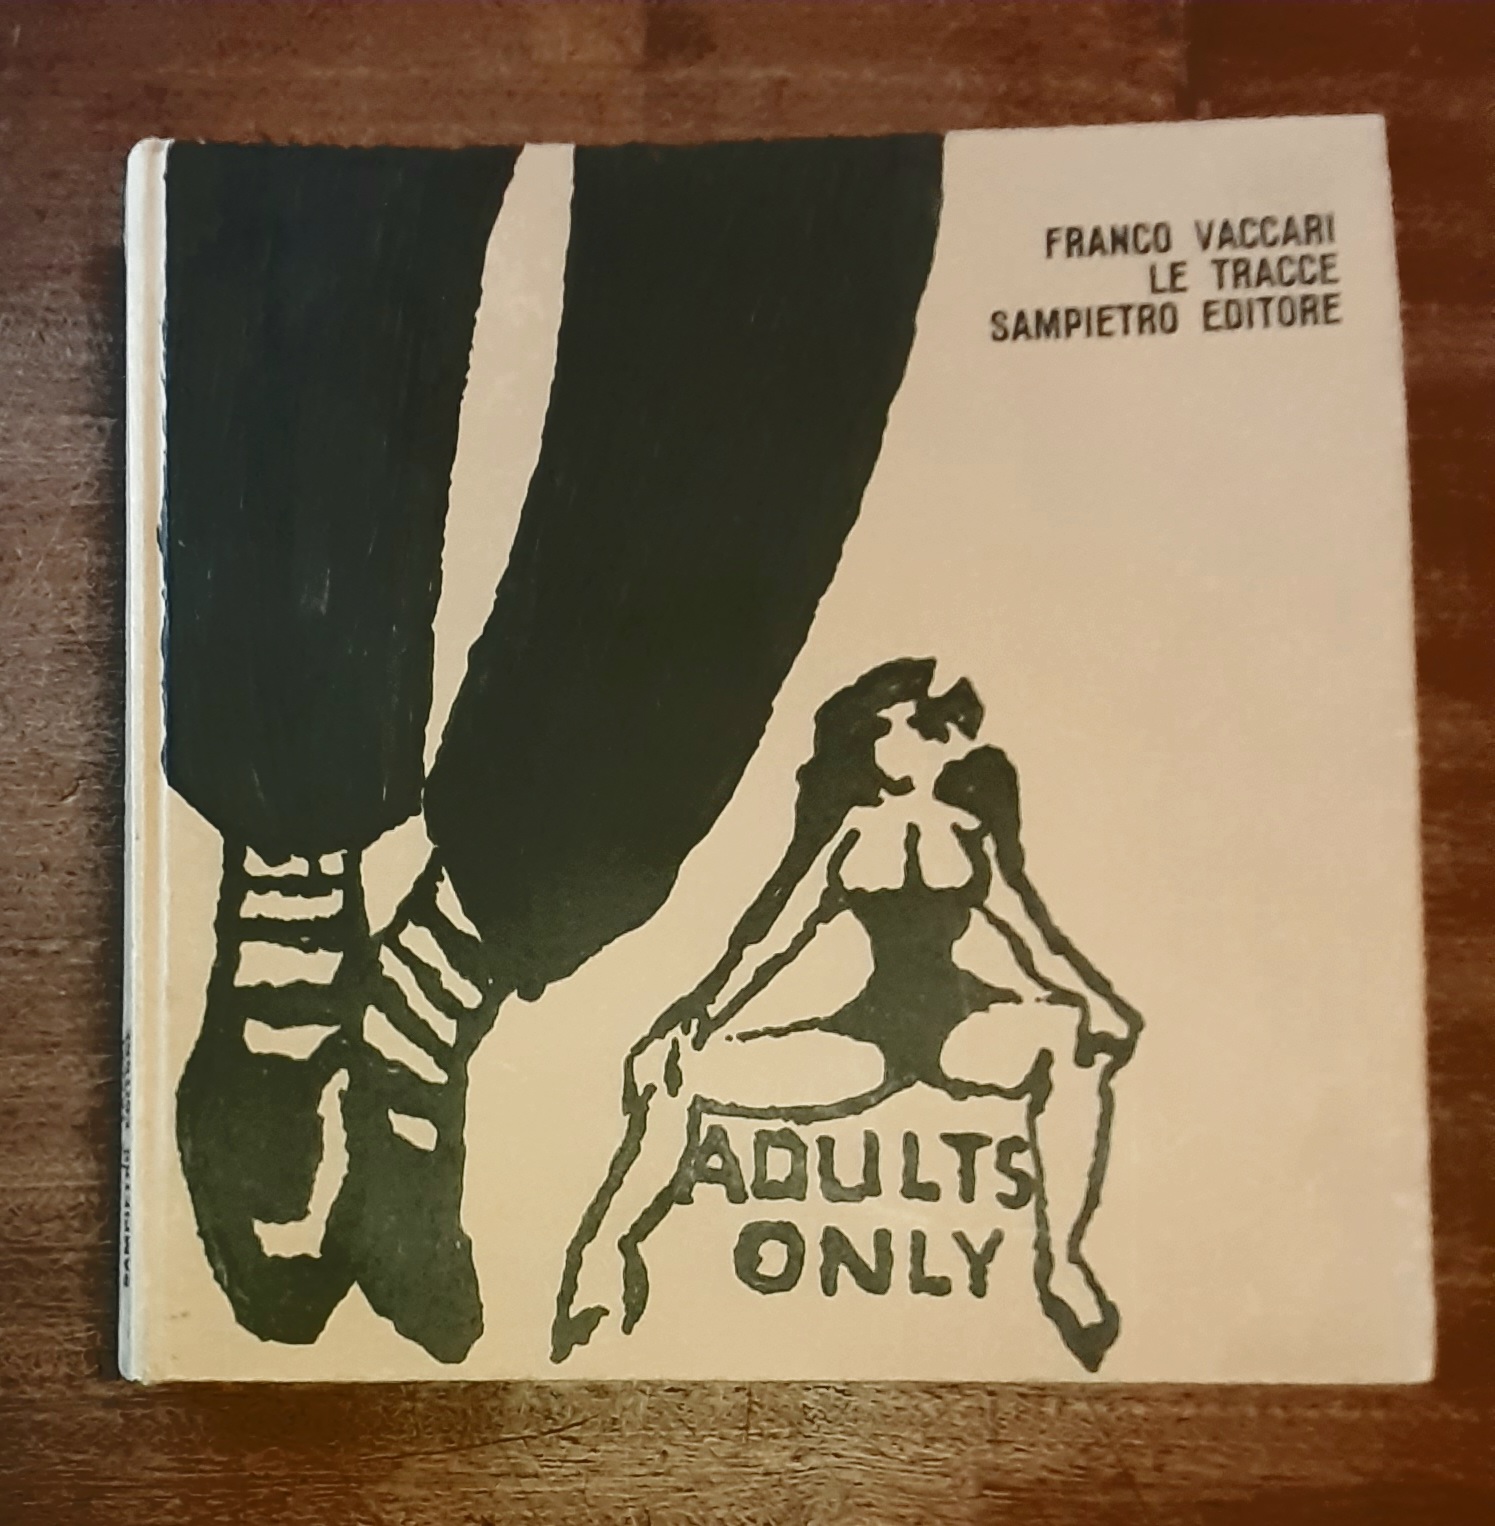 FRANCO VACCARI
LE TRACCE
SAMPIETRO EDITORE
ADULTS
ONLY